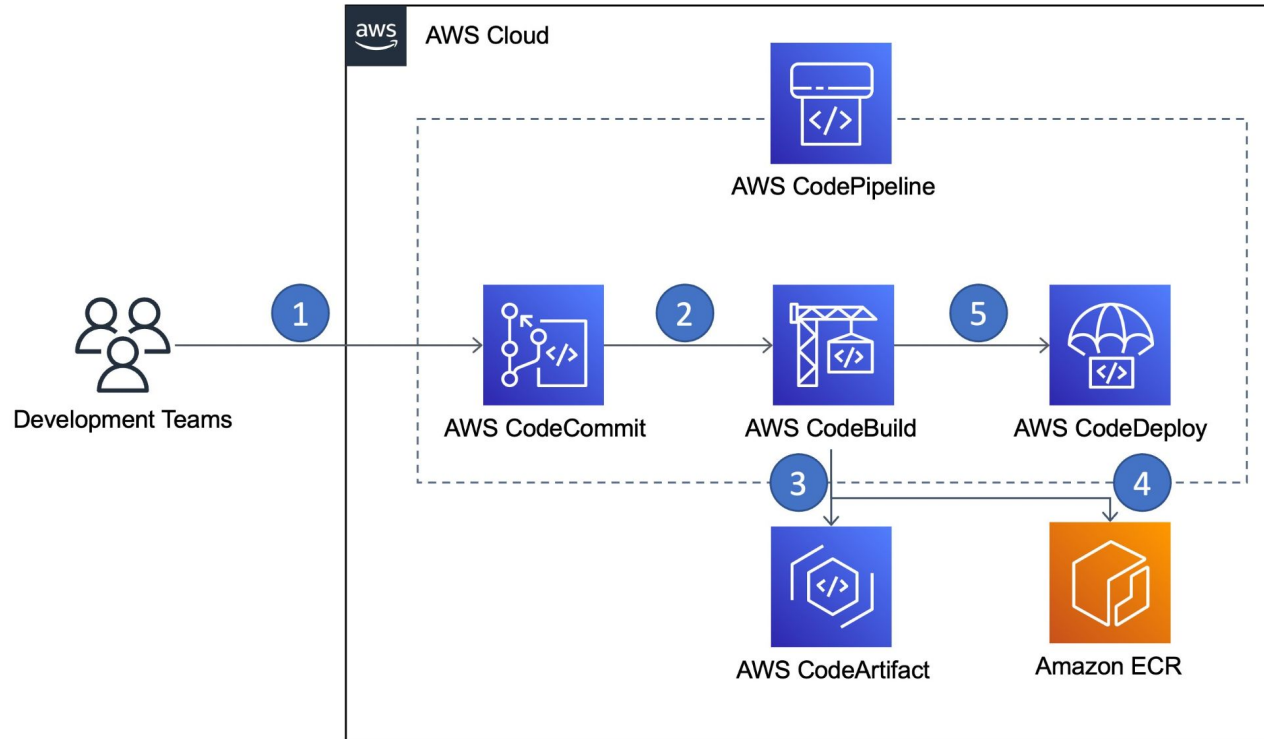 aws
AWS Cloud
</>
AWS CodePipeline
1
2
5
</>
</>
</>
Development Teams
AWS CodeCommit
AWS CodeBuild
AWS CodeDeploy
3
4
</>
AWS CodeArtifact
Amazon ECR